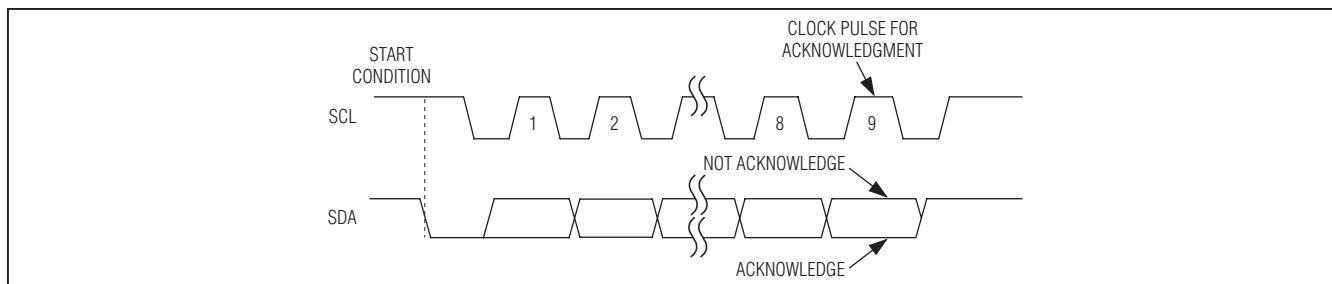 CLOCK PULSE FOR
ACKNOWLEDGMENT
START
CONDITION
SCL
1
2
8
9
NOT ACKNOWLEDGE
SDA
ACKNOWLEDGE